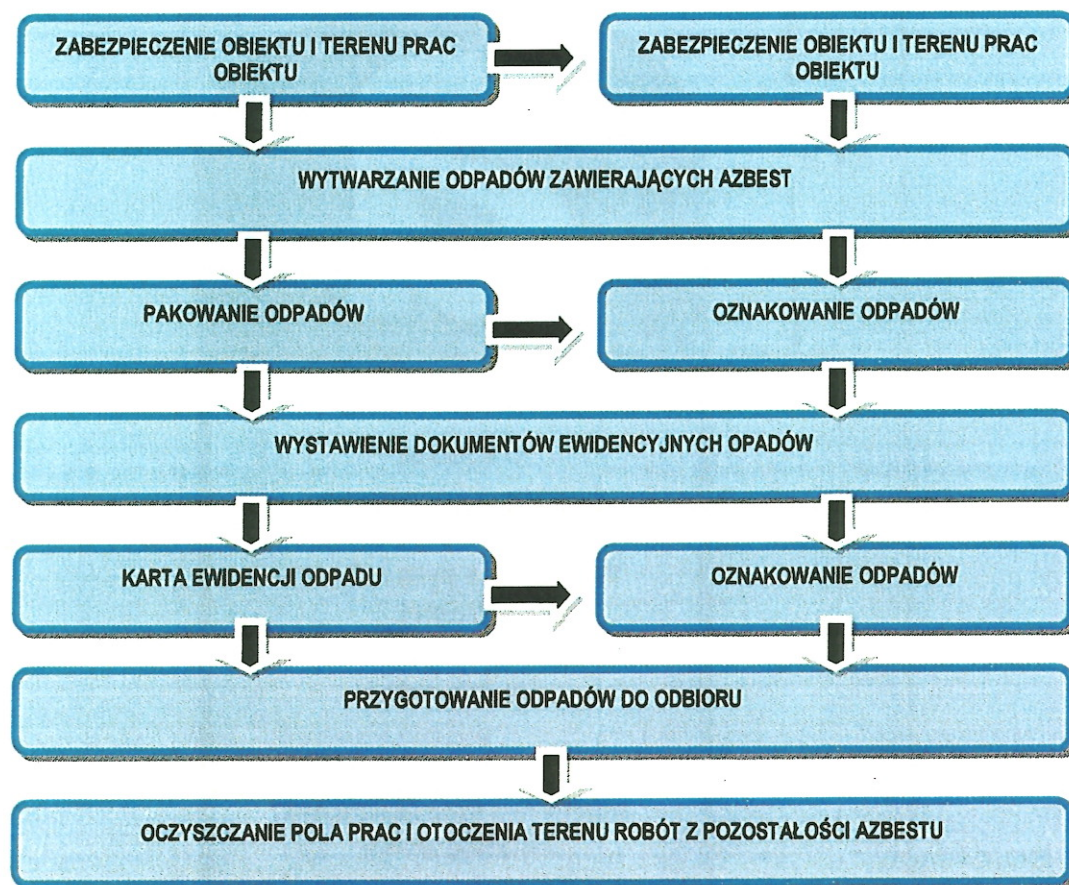 ZABEZPIECZENIE OBIEKTU I TERENU PRAC
OBIEKTU
ZABEZPIECZENIE OBIEKTU I TERENU PRAC
OBIEKTU
WYTWARZANIE ODPADÓW ZAWIERAJĄCYCH AZBEST
PAKOWANIE ODPADÓW
OZNAKOWANIE ODPADÓW
WYSTAWIENIE DOKUMENTÓW EWIDENCYJNYCH OPADÓW
KARTA EWIDENCJI ODPADU
OZNAKOWANIE ODPADÓW
PRZYGOTOWANIE ODPADÓW DO ODBIORU
OCZYSZCZANIE POLA PRAC I OTOCZENIA TERENU ROBÓT Z POZOSTAŁOŚCI AZBESTU